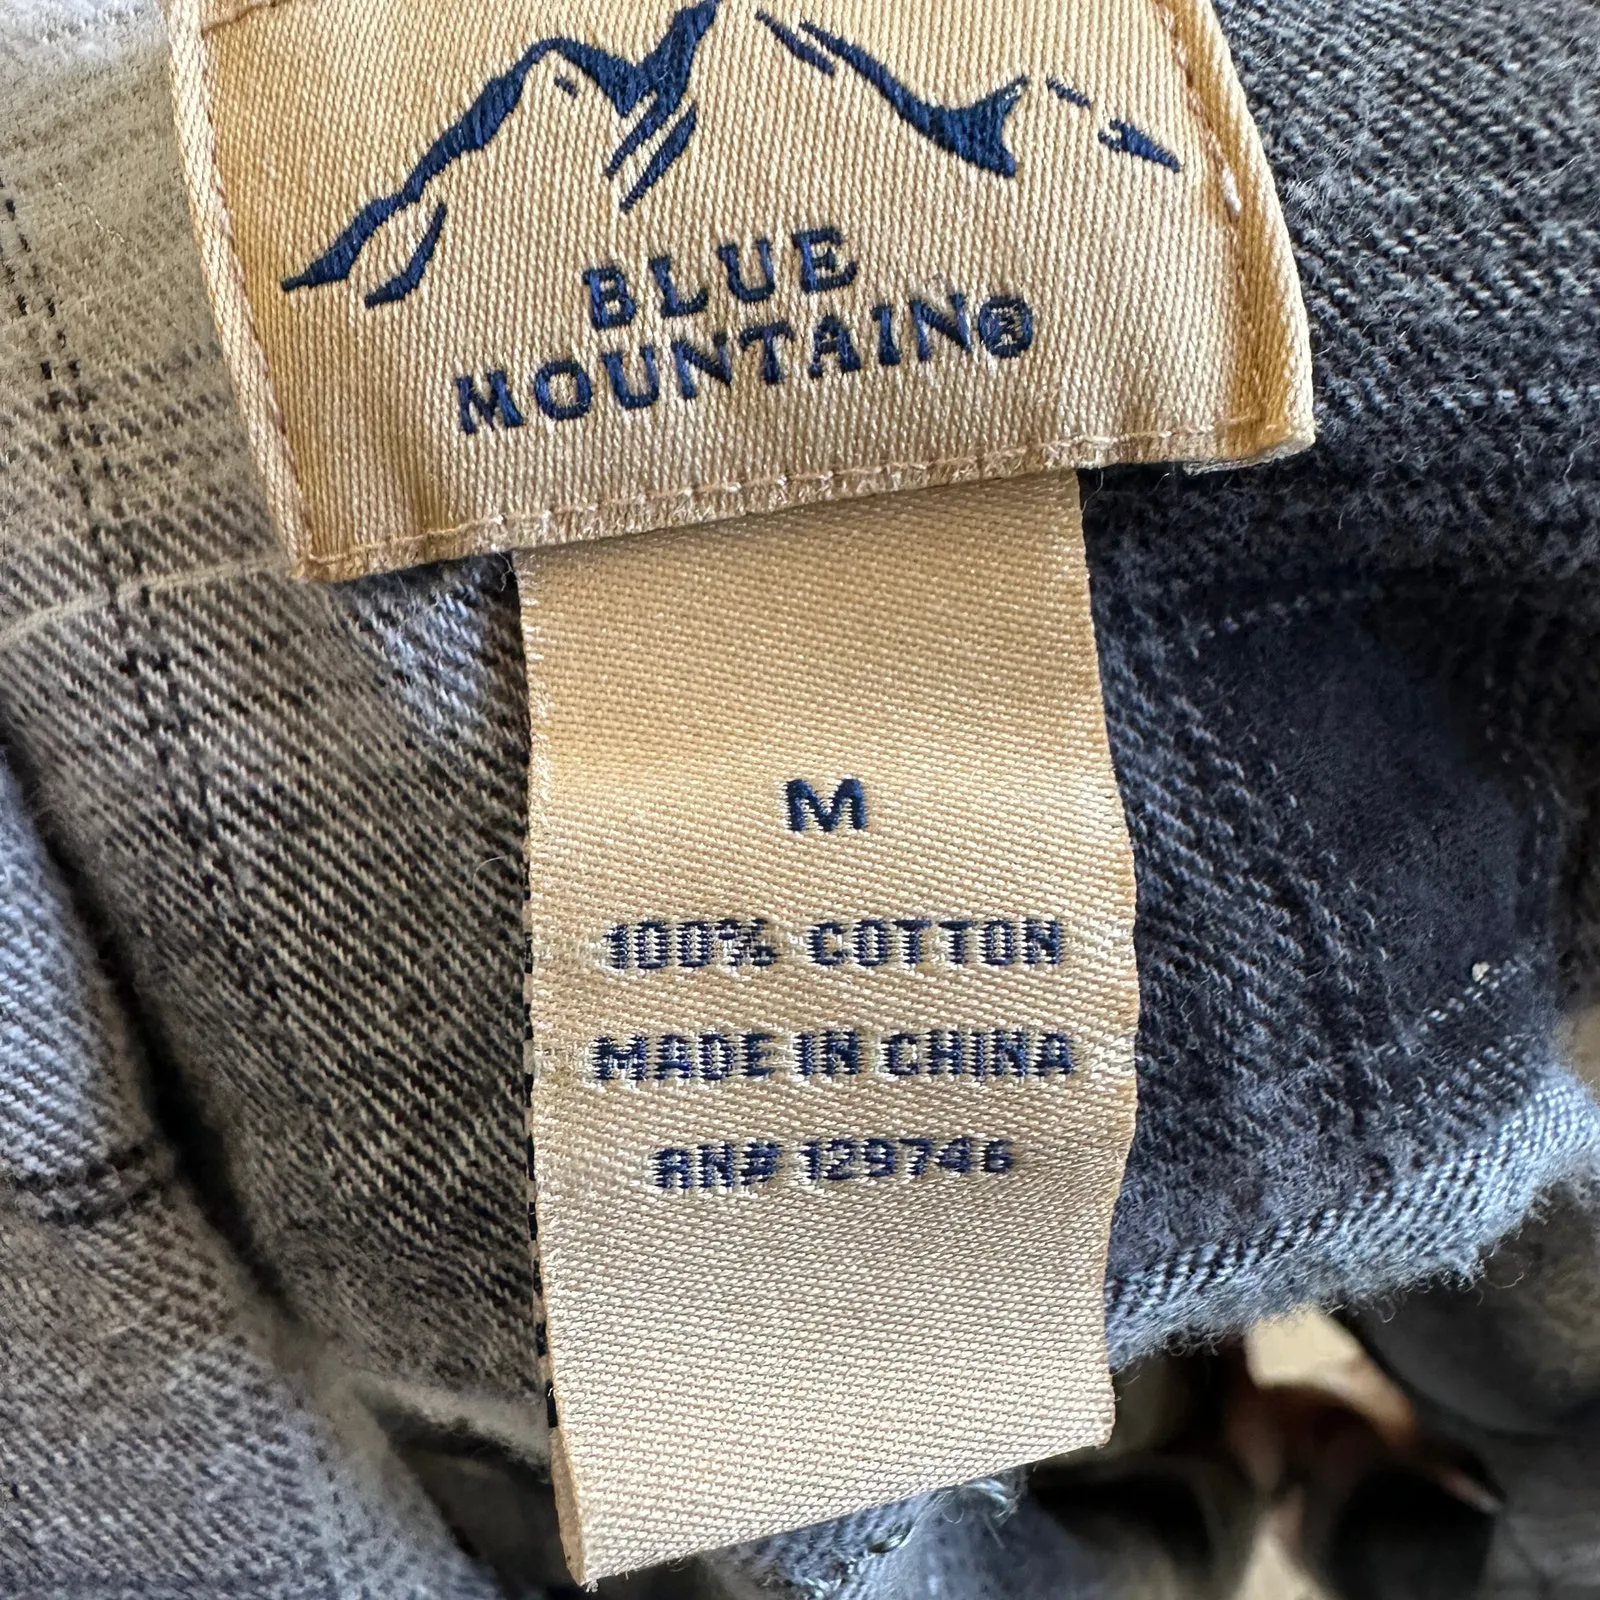 BLUE
MOUNTAIN®
M
100% COTTON
MADE IN CHINA
RN# 129746